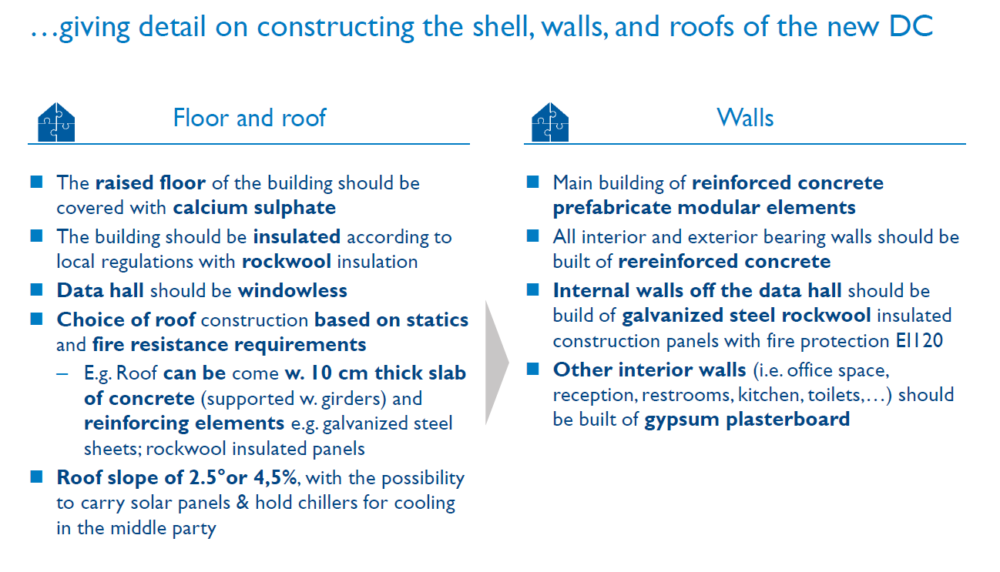 …giving detail on constructing the shell, walls, and roofs of the new DC
Floor and roof
■ The raised floor of the building should be
covered with calcium sulphate
■ The building should be insulated according to
local regulations with rockwool insulation
■ Data hall should be windowless
■ Choice of roof construction based on statics
and fire resistance requirements
– E.g. Roof can be come w. 10 cm thick slab
of concrete (supported w. girders) and
reinforcing elements e.g. galvanized steel
sheets; rockwool insulated panels
■ Roof slope of 2.5°or 4,5%, with the possibility
to carry solar panels & hold chillers for cooling
in the middle party
Walls
■ Main building of reinforced concrete
prefabricate modular elements
■ All interior and exterior bearing walls should be
built of rereinforced concrete
■ Internal walls off the data hall should be
build of galvanized steel rockwool insulated
construction panels with fire protection EI120
■ Other interior walls (i.e. office space,
reception, restrooms, kitchen, toilets,…) should
be built of gypsum plasterboard